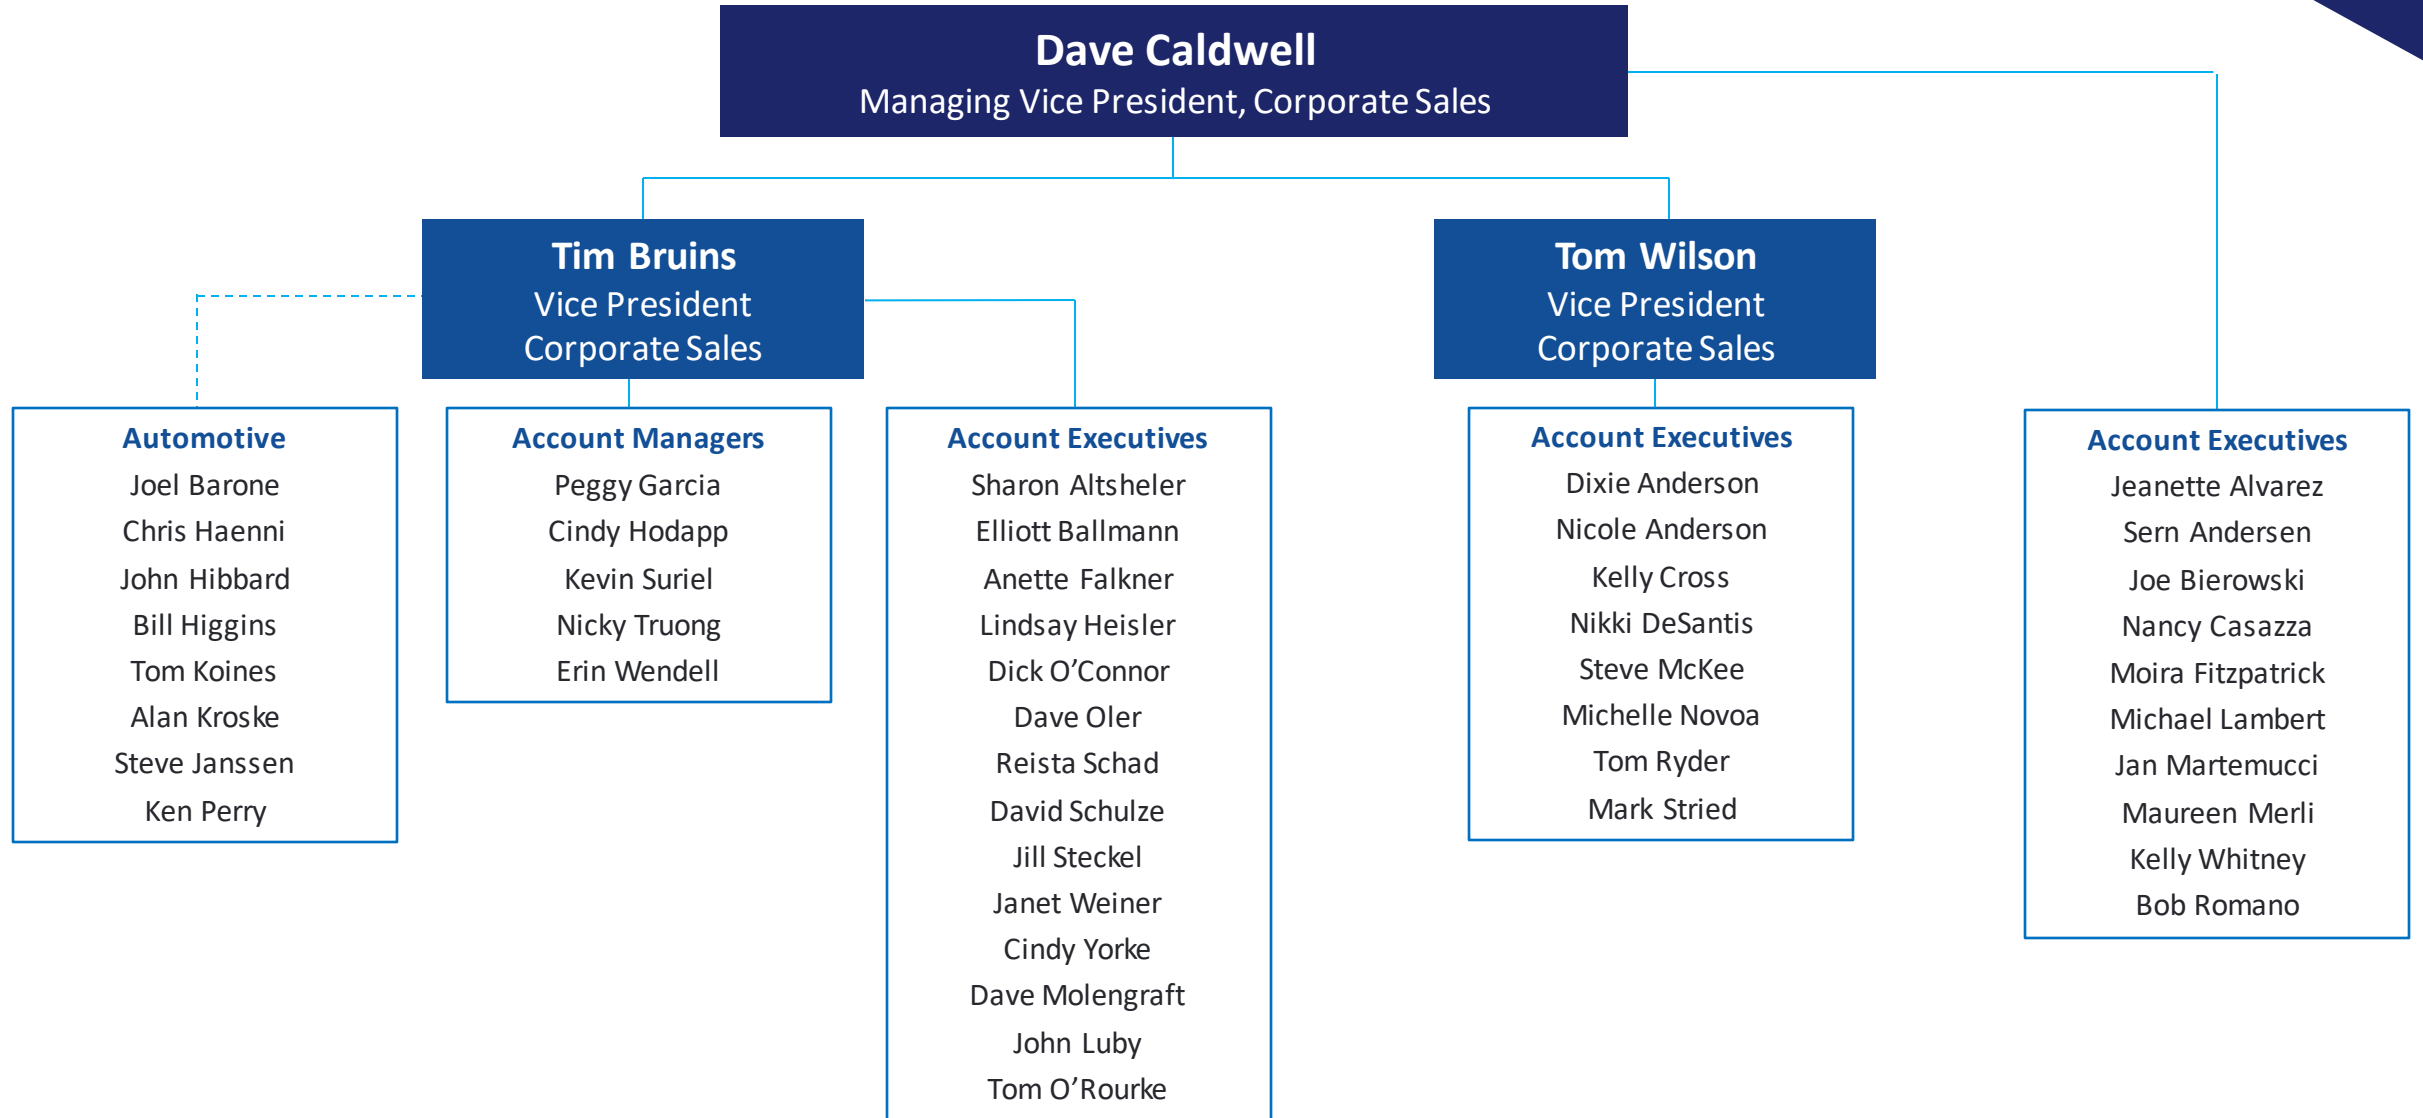 Dave Caldwell
Managing Vice President, Corporate Sales
Tim Bruins
Vice President
Corporate Sales
Tom Wilson
Vice President
Corporate Sales
Automotive
Joel Barone
Chris Haenni
John Hibbard
Bill Higgins
Tom Koines
Alan Kroske
Steve Janssen
Ken Perry
Account Managers
Peggy Garcia
Cindy Hodapp
Kevin Suriel
Nicky Truong
Erin Wendell
Account Executives
Sharon Altsheler
Elliott Ballmann
Anette Falkner
Lindsay Heisler
Dick O’Connor
Dave Oler
Reista Schad
David Schulze
Jill Steckel
Janet Weiner
Cindy Yorke
Dave Molengraft
John Luby
Tom O’Rourke
Account Executives
Dixie Anderson
Nicole Anderson
Kelly Cross
Nikki DeSantis
Steve McKee
Michelle Novoa
Tom Ryder
Mark Stried
Account Executives
Jeanette Alvarez
Sern Andersen
Joe Bierowski
Nancy Casazza
Moira Fitzpatrick
Michael Lambert
Jan Martemucci
Maureen Merli
Kelly Whitney
Bob Romano